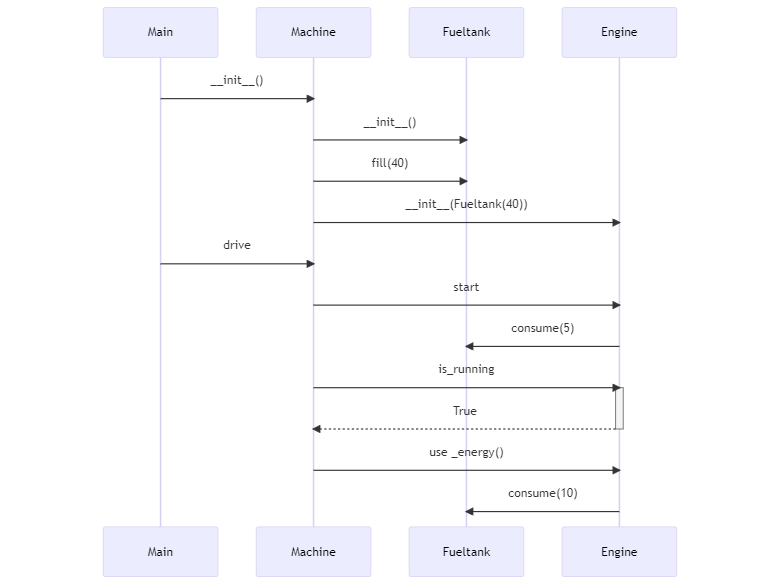 Main Machine Fueltank Engine
__init__()
__init__()
fill(40)
__init__(Fueltank(40))
drive
start
consume(5)
is_running
True
use _energy()
consume(10)
Main Machine Fueltank Engine